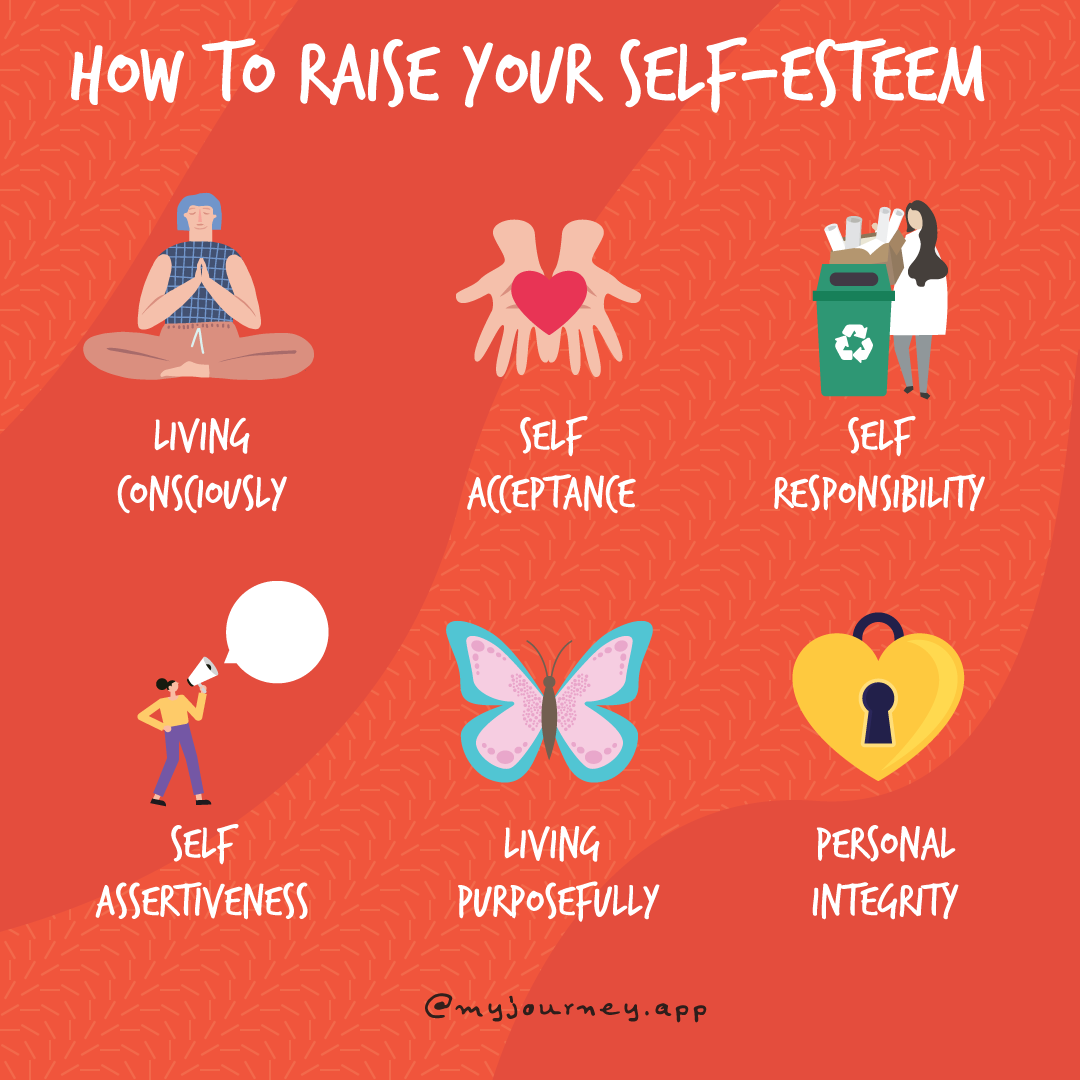 HOW TO RAISE YOUR SELF-ESTEEM
LIVING
CONSCIOUSLY
SELF
ACCEPTANCE
SELF
RESPONSIBILITY
SELF
ASSERTIVENESS
LIVING
PURPOSEFULLY
PERSONAL
INTEGRITY
@myjourney.app